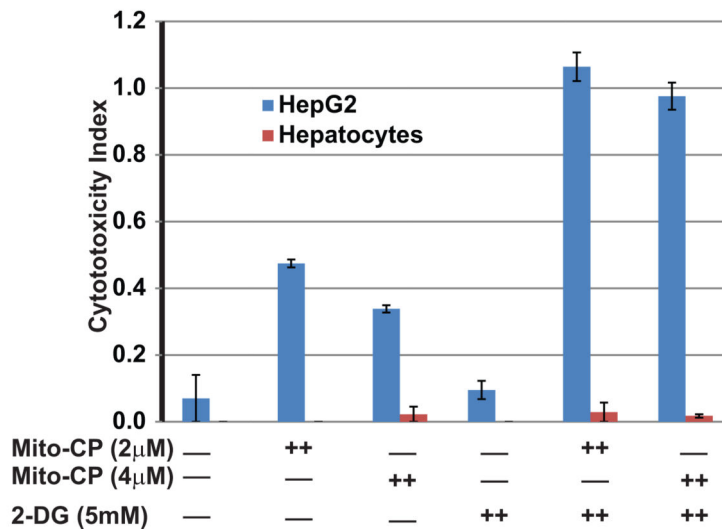 1.2
1.0
0.8
0.6
0.4
0.2
0.0
Cytototoxicity Index
HepG2
Hepatocytes
Mito-CP (2μM) — ++ — — ++ —
Mito-CP (4μM) — — ++ — — ++
2-DG (5mM) — — — ++ ++ ++